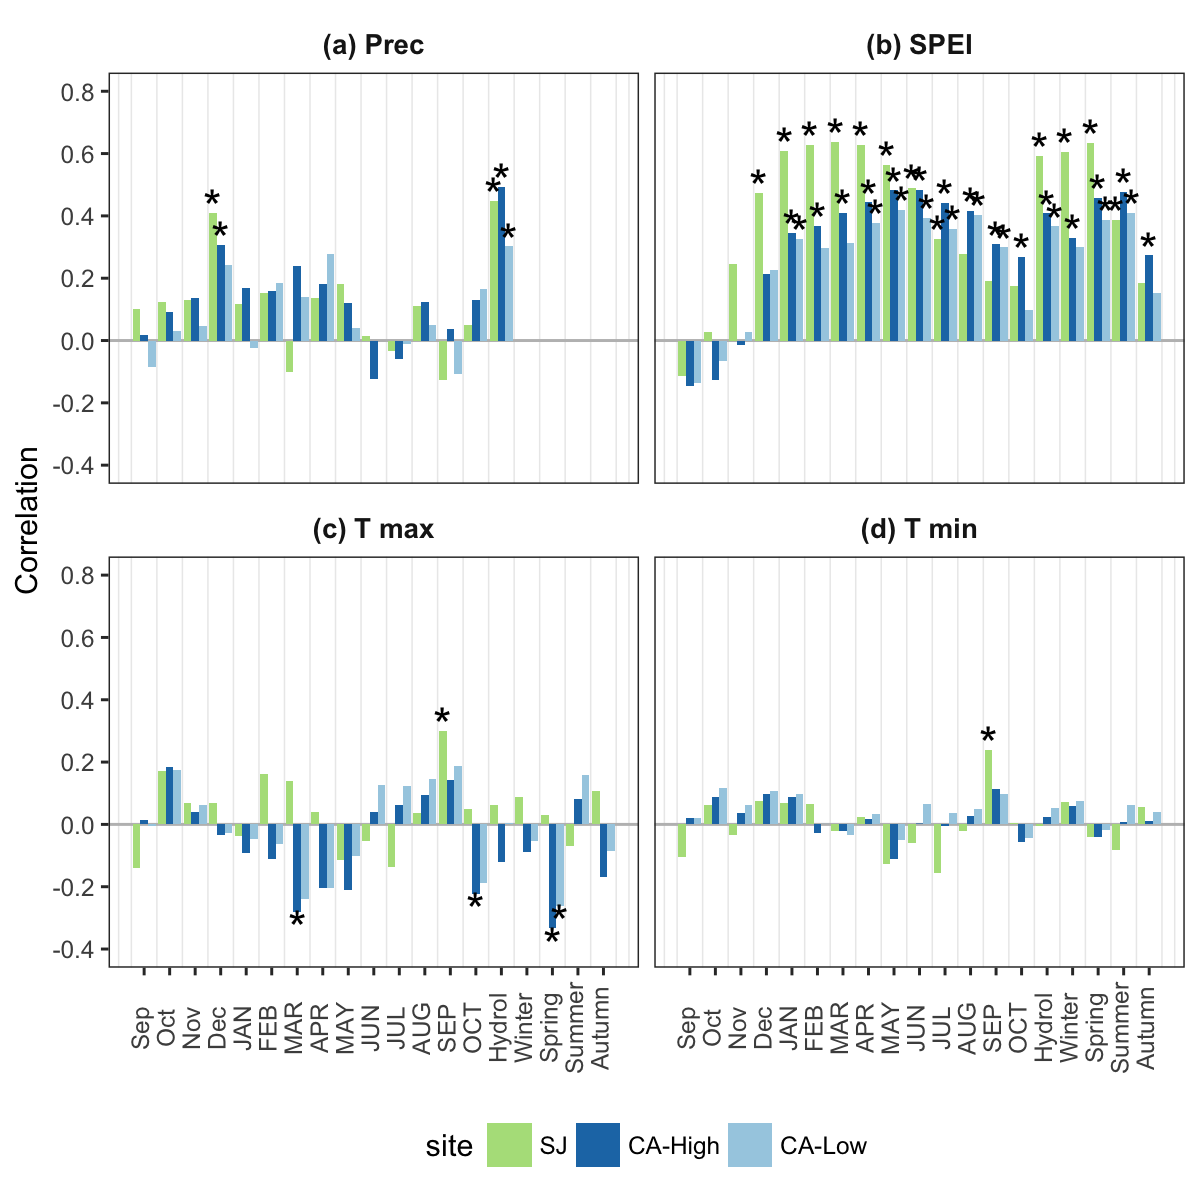 (a) Prec
(b) SPEI
0.8
0.6
0.4
0.2
0.0
-0.2
-0.4
Correlation
(c) T max
(d) T min
0.8
0.6
0.4
0.2
0.0
-0.2
-0.4
Sep
Oct
Nov
Dec
JAN
FEB
MAR
APR
MAY
JUN
JUL
AUG
SEP
OCT
Hydrol
Winter
Spring
Summer
Autumn
Sep
Oct
Nov
Dec
JAN
FEB
MAR
APR
MAY
JUN
JUL
AUG
SEP
OCT
Hydrol
Winter
Spring
Summer
Autumn
site SJ CA-High CA-Low